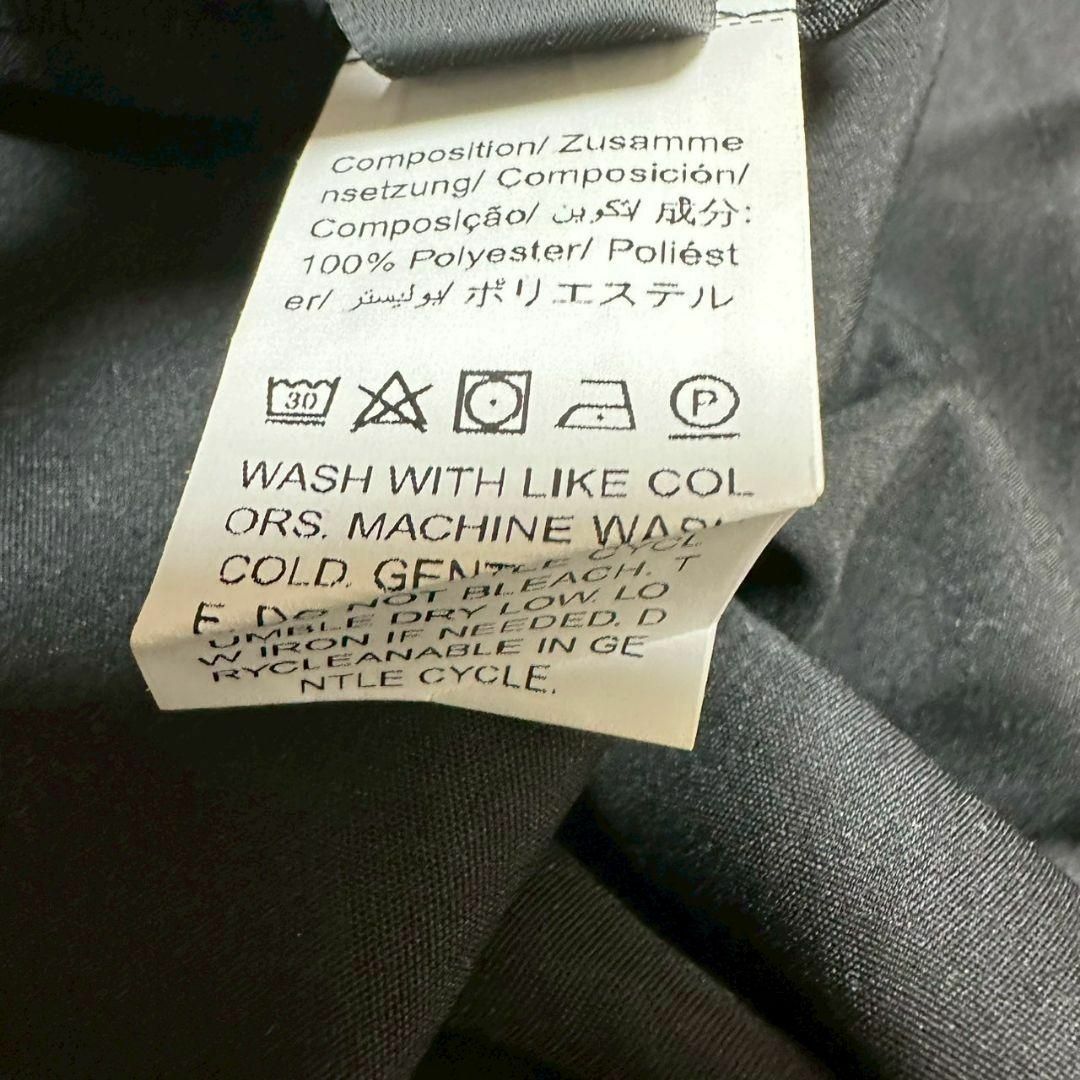 Composition/ Zusamme
nsetzung/ Composición/
Composição/ لتكوين 成分:
100% Polyester/ Poliést
er/ بوليستر/ ポリエステル
30 P
WASH WITH LIKE COL
ORS. MACHINE WASH
COLD. GENTLE CYCL
E. DO NOT BLEACH. T
UMBLE DRY LOW. LO
W IRON IF NEEDED. D
RYCLEANABLE IN GE
NTLE CYCLE.